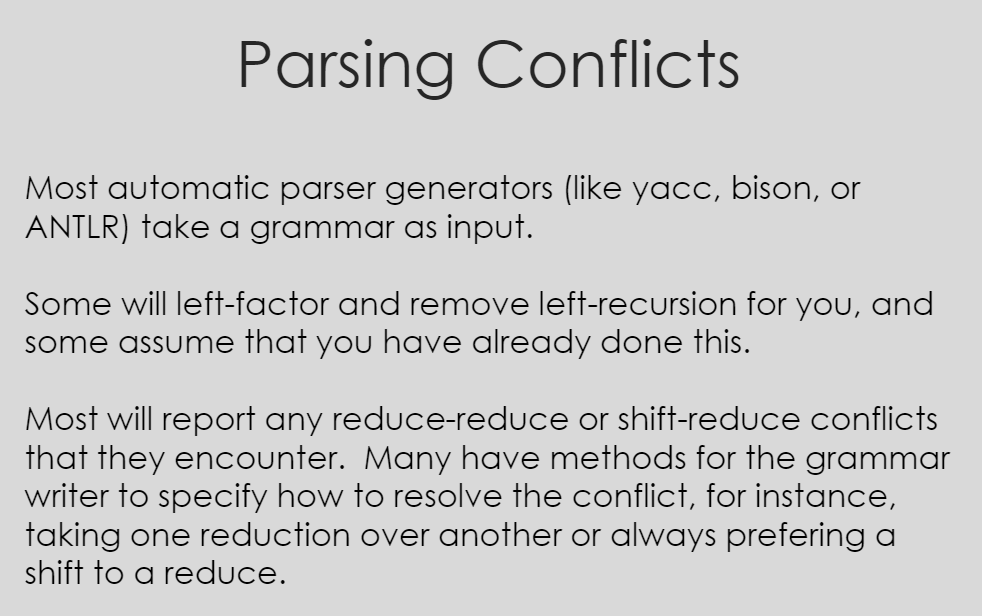 Parsing Conflicts
Most automatic parser generators (like yacc, bison, or
ANTLR) take a grammar as input.
Some will left-factor and remove left-recursion for you, and
some assume that you have already done this.
Most will report any reduce-reduce or shift-reduce conflicts
that they encounter.  Many have methods for the grammar
writer to specify how to resolve the conflict, for instance,
taking one reduction over another or always prefering a
shift to a reduce.